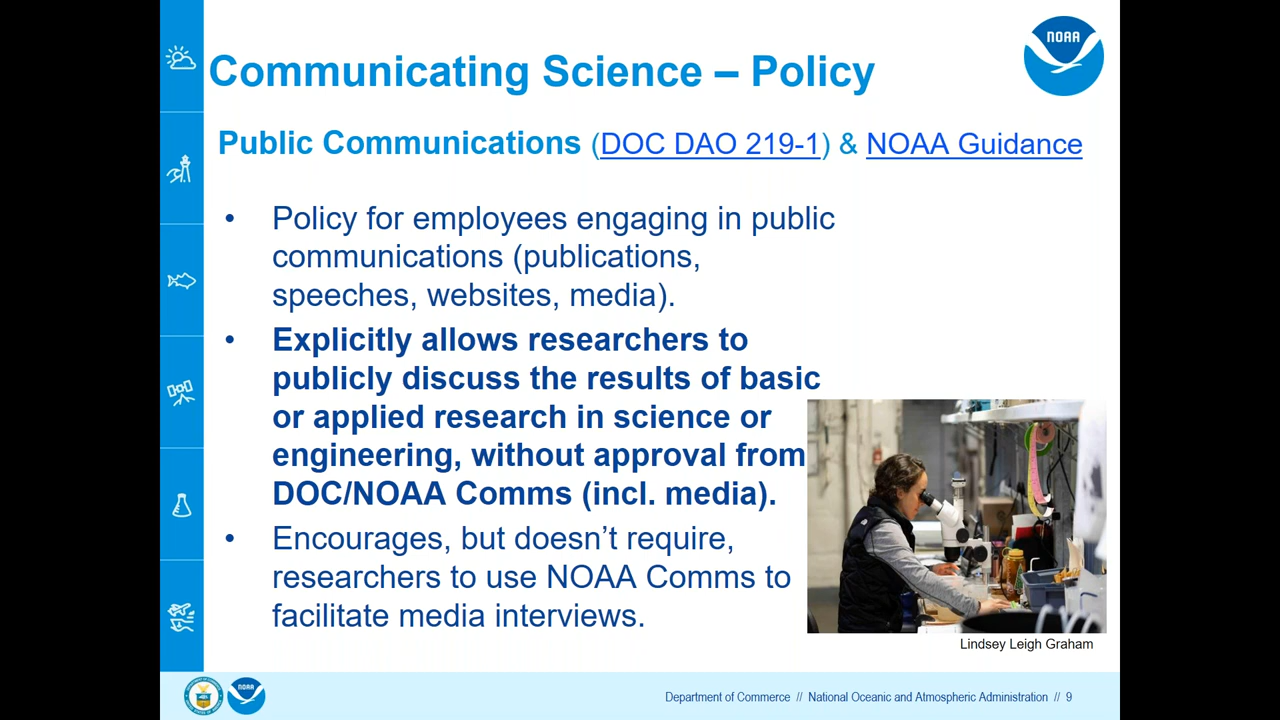 NOAA
Communicating Science – Policy
Public Communications (DOC DAO 219-1) & NOAA Guidance
• Policy for employees engaging in public
communications (publications,
speeches, websites, media).
• Explicitly allows researchers to
publicly discuss the results of basic
or applied research in science or
engineering, without approval from
DOC/NOAA Comms (incl. media).
• Encourages, but doesn’t require,
researchers to use NOAA Comms to
facilitate media interviews.
Lindsey Leigh Graham
NOAA
Department of Commerce // National Oceanic and Atmospheric Administration // 9